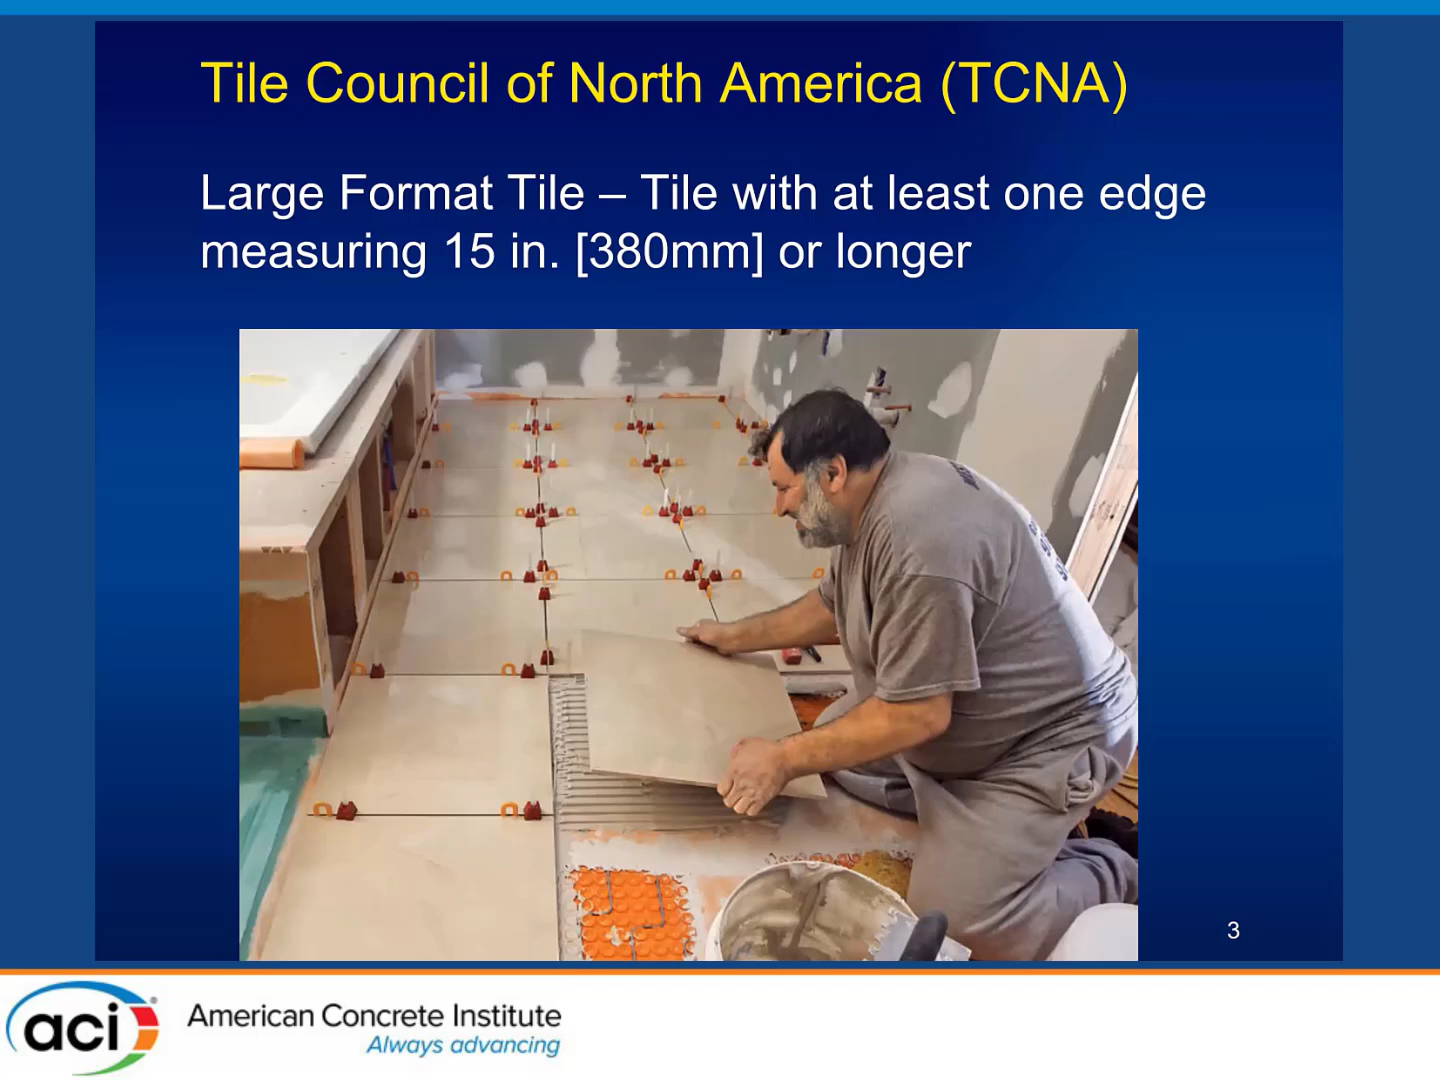 Tile Council of North America (TCNA)
Large Format Tile – Tile with at least one edge
measuring 15 in. [380mm] or longer
3
aci®
American Concrete Institute
Always advancing